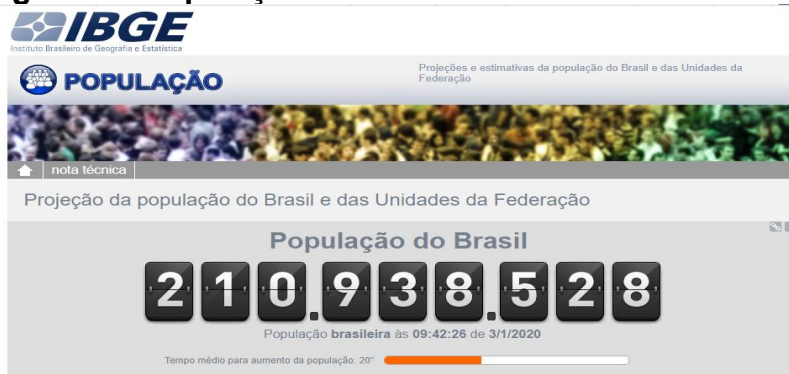 IBGE
Instituto Brasileiro de Geografia e Estatística
POPULAÇÃO
Projeções e estimativas da população do Brasil e das Unidades da
Federação
nota técnica
Projeção da população do Brasil e das Unidades da Federação
População do Brasil
210.938.528
População brasileira às 09:42:26 de 3/1/2020
Tempo médio para aumento da população: 20"